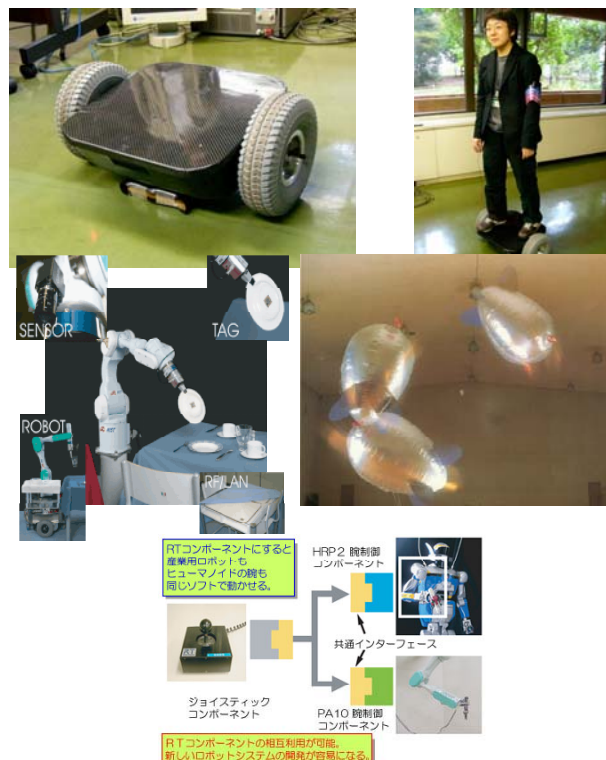 SENSOR
TAG
ROBOT
RF/LAN
RTコンポーネントにすると
産業用ロボットも
ヒューマノイドの腕も
同じソフトで動かせる。
HRP2 腕制御
コンポーネント
共通インターフェース
ジョイスティック
コンポーネント
PA10 腕制御
コンポーネント
RTコンポーネントの相互利用が可能。
新しいロボットシステムの開発が容易になる。